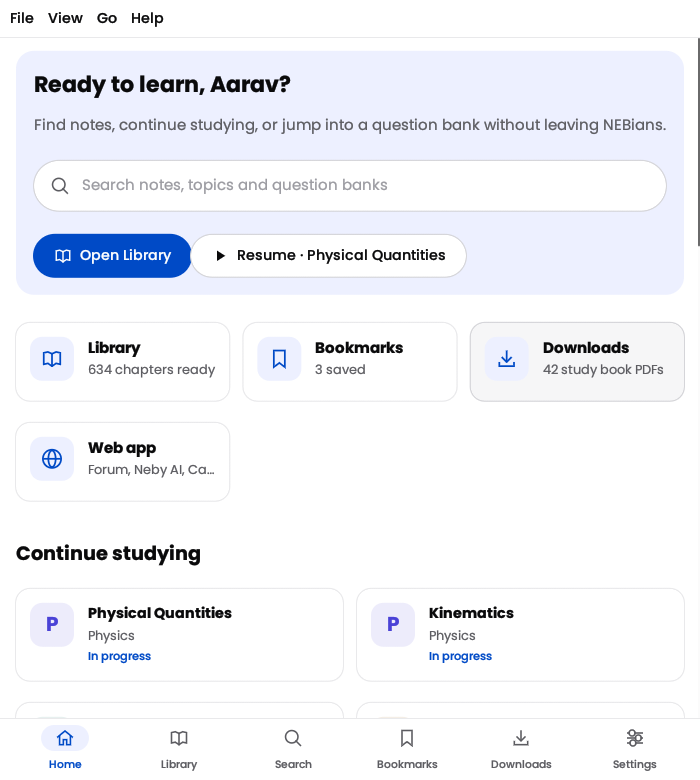 File View Go Help
Ready to learn, Aarav?
Find notes, continue studying, or jump into a question bank without leaving NEBians.
Search notes, topics and question banks
Open Library
Resume · Physical Quantities
Library
634 chapters ready
Bookmarks
3 saved
Downloads
42 study book PDFs
Web app
Forum, Neby AI, Ca...
Continue studying
P
Physical Quantities
Physics
In progress
P
Kinematics
Physics
In progress
Home
Library
Search
Bookmarks
Downloads
Settings